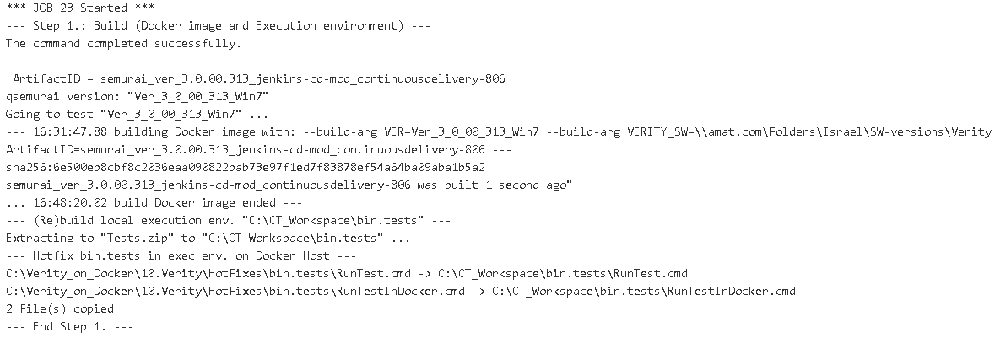 *** JOB 23 Started ***
--- Step 1.: Build (Docker image and Execution environment) ---
The command completed successfully.
ArtifactID = semurai_ver_3.0.00.313_jenkins-cd-mod_continuousdelivery-806
qsemurai version: "Ver_3_0_00_313_Win7"
Going to test "Ver_3_0_00_313_Win7" ...
--- 16:31:47.88 building Docker image with: --build-arg VER=Ver_3_0_00_313_Win7 --build-arg VERITY_SW=\\amat.com\Folders\Israel\SW-versions\Verity
ArtifactID=semurai_ver_3.0.00.313_jenkins-cd-mod_continuousdelivery-806 ---
sha256:6e500eb8cbf8c2036eaa090822bab73e97f1ed7f83878ef54a64ba09aba1b5a2
semurai_ver_3.0.00.313_jenkins-cd-mod_continuousdelivery-806 was built 1 second ago"
... 16:48:20.02 build Docker image ended ---
--- (Re)build local execution env. "C:\CT_Workspace\bin.tests" ---
Extracting to "Tests.zip" to "C:\CT_Workspace\bin.tests" ...
--- Hotfix bin.tests in exec env. on Docker Host ---
C:\Verity_on_Docker\10.Verity\HotFixes\bin.tests\RunTest.cmd -> C:\CT_Workspace\bin.tests\RunTest.cmd
C:\Verity_on_Docker\10.Verity\HotFixes\bin.tests\RunTestInDocker.cmd -> C:\CT_Workspace\bin.tests\RunTestInDocker.cmd
2 File(s) copied
--- End Step 1. ---